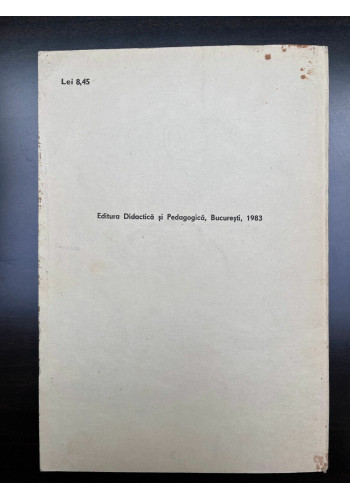 Lei 8,45
Editura Didactică și Pedagogică, București, 1983